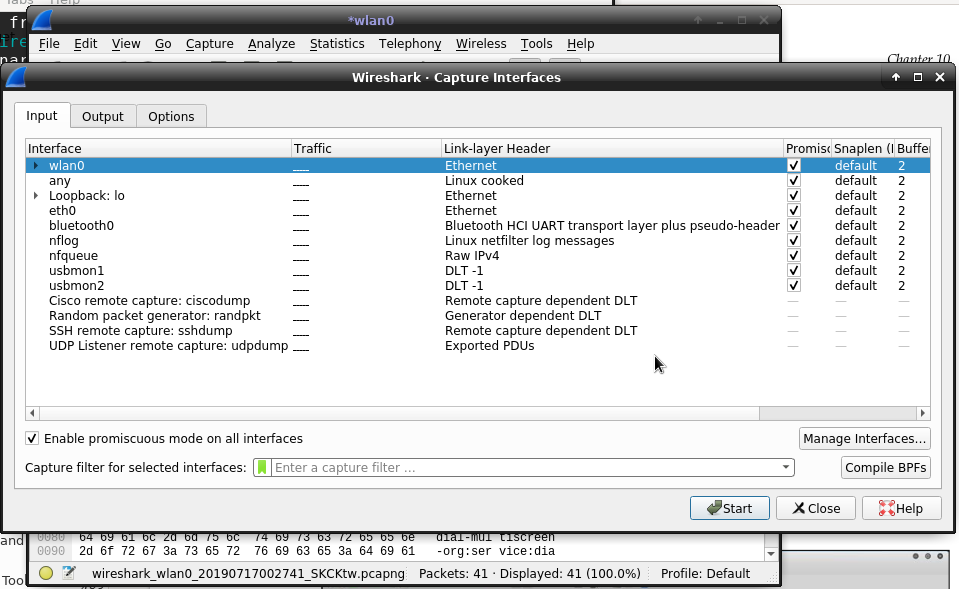 Tabs Help
*wlan0
File Edit View Go Capture Analyze Statistics Telephony Wireless Tools Help
Chapter 10
Wireshark · Capture Interfaces
Input Output Options
Interface Traffic Link-layer Header Promisc Snaplen ( Buffe
wlan0 Ethernet default 2
any Linux cooked default 2
Loopback: lo Ethernet default 2
eth0 Ethernet default 2
bluetooth0 Bluetooth HCI UART transport layer plus pseudo-header default 2
nflog Linux netfilter log messages default 2
nfqueue Raw IPv4 default 2
usbmon1 DLT -1 default 2
usbmon2 DLT -1 default 2
Cisco remote capture: ciscodump Remote capture dependent DLT — — —
Random packet generator: randpkt Generator dependent DLT — — —
SSH remote capture: sshdump Remote capture dependent DLT — — —
UDP Listener remote capture: udpdump Exported PDUs — — —
Enable promiscuous mode on all interfaces
Manage Interfaces...
Capture filter for selected interfaces: Enter a capture filter ... Compile BPFs
Start Close Help
0080 64 69 61 6c 2d 6d 75 6c 74 69 73 63 72 65 65 6e dial-mul tiscreen
and 0090 2d 6f 72 67 3a 73 65 72 76 69 63 65 3a 64 69 61 -org:ser vice:dia
wireshark_wlan0_20190717002741_SKCKtw.pcapng Packets: 41 · Displayed: 41 (100.0%) Profile: Default